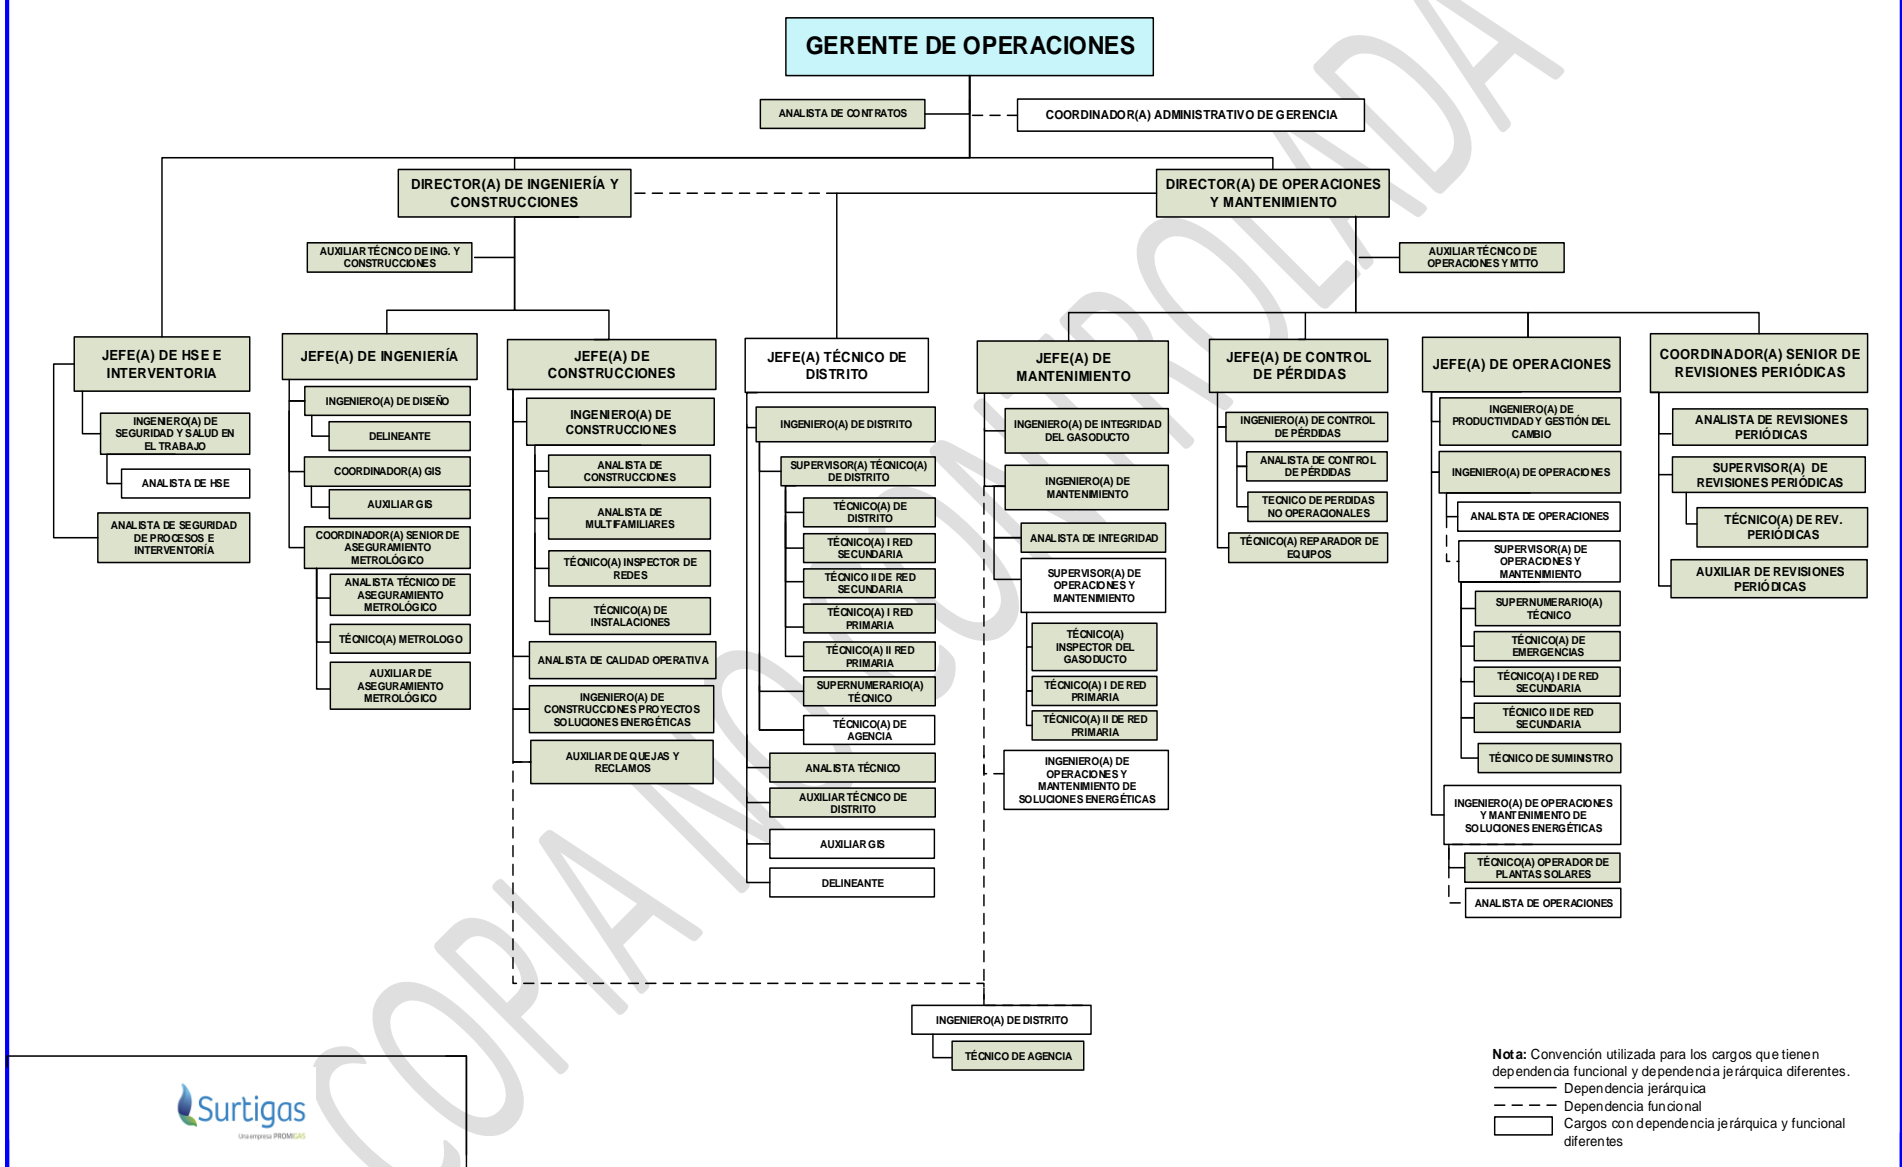 GERENTE DE OPERACIONES
ANALISTA DE CONTRATOS
COORDINADOR(A) ADMINISTRATIVO DE GERENCIA
DIRECTOR(A) DE INGENIERÍA Y
CONSTRUCCIONES
DIRECTOR(A) DE OPERACIONES
Y MANTENIMIENTO
AUXILIAR TÉCNICO DE ING. Y
CONSTRUCCIONES
AUXILIAR TÉCNICO DE
OPERACIONES Y MTTO
JEFE(A) DE HSE E
INTERVENTORIA
INGENIERO(A) DE
SEGURIDAD Y SALUD EN
EL TRABAJO
ANALISTA DE HSE
ANALISTA DE SEGURIDAD
DE PROCESOS E
INTERVENTORÍA
JEFE(A) DE INGENIERÍA
INGENIERO(A) DE DISEÑO
DELINEANTE
COORDINADOR(A) GIS
AUXILIAR GIS
COORDINADOR(A) SENIOR DE
ASEGURAMIENTO
METROLÓGICO
ANALISTA TÉCNICO DE
ASEGURAMIENTO
METROLÓGICO
TÉCNICO(A) METROLOGO
AUXILIAR DE
ASEGURAMIENTO
METROLÓGICO
JEFE(A) DE
CONSTRUCCIONES
INGENIERO(A) DE
CONSTRUCCIONES
ANALISTA DE
CONSTRUCCIONES
ANALISTA DE
MULTIFAMILIARES
TÉCNICO(A) INSPECTOR DE
REDES
TÉCNICO(A) DE
INSTALACIONES
ANALISTA DE CALIDAD OPERATIVA
INGENIERO(A) DE
CONSTRUCCIONES PROYECTOS
SOLUCIONES ENERGÉTICAS
AUXILIAR DE QUEJAS Y
RECLAMOS
JEFE(A) TÉCNICO DE
DISTRITO
INGENIERO(A) DE DISTRITO
SUPERVISOR(A) TÉCNICO(A)
DE DISTRITO
TÉCNICO(A) DE
DISTRITO
TÉCNICO(A) I RED
SECUNDARIA
TÉCNICO II DE RED
SECUNDARIA
TÉCNICO(A) I RED
PRIMARIA
TÉCNICO(A) II RED
PRIMARIA
SUPERNUMERARIO(A)
TÉCNICO
TÉCNICO(A) DE
AGENCIA
ANALISTA TÉCNICO
AUXILIAR TÉCNICO DE
DISTRITO
AUXILIAR GIS
DELINEANTE
JEFE(A) DE
MANTENIMIENTO
INGENIERO(A) DE INTEGRIDAD
DEL GASODUCTO
INGENIERO(A) DE
MANTENIMIENTO
ANALISTA DE INTEGRIDAD
SUPERVISOR(A) DE
OPERACIONES Y
MANTENIMIENTO
TÉCNICO(A)
INSPECTOR DEL
GASODUCTO
TÉCNICO(A) I DE RED
PRIMARIA
TÉCNICO(A) II DE RED
PRIMARIA
INGENIERO(A) DE
OPERACIONES Y
MANTENIMIENTO DE
SOLUCIONES ENERGÉTICAS
JEFE(A) DE CONTROL
DE PÉRDIDAS
INGENIERO(A) DE CONTROL
DE PÉRDIDAS
ANALISTA DE CONTROL
DE PÉRDIDAS
TECNICO DE PERDIDAS
NO OPERACIONALES
TÉCNICO(A) REPARADOR DE
EQUIPOS
JEFE(A) DE OPERACIONES
INGENIERO(A) DE
PRODUCTIVIDAD Y GESTIÓN DEL
CAMBIO
INGENIERO(A) DE OPERACIONES
ANALISTA DE OPERACIONES
SUPERVISOR(A) DE
OPERACIONES Y
MANTENIMIENTO
SUPERNUMERARIO(A)
TÉCNICO
TÉCNICO(A) DE
EMERGENCIAS
TÉCNICO(A) I DE RED
SECUNDARIA
TÉCNICO II DE RED
SECUNDARIA
TÉCNICO DE SUMINISTRO
INGENIERO(A) DE OPERACIONES
Y MANTENIMIENTO DE
SOLUCIONES ENERGÉTICAS
TÉCNICO(A) OPERADOR DE
PLANTAS SOLARES
ANALISTA DE OPERACIONES
COORDINADOR(A) SENIOR DE
REVISIONES PERIÓDICAS
ANALISTA DE REVISIONES
PERIÓDICAS
SUPERVISOR(A) DE
REVISIONES PERIÓDICAS
TÉCNICO(A) DE REV.
PERIÓDICAS
AUXILIAR DE REVISIONES
PERIÓDICAS
INGENIERO(A) DE DISTRITO
TÉCNICO DE AGENCIA
COPIA NO CONTROLADA
Surtigas
Una empresa PROMIGAS
Nota: Convención utilizada para los cargos que tienen
dependencia funcional y dependencia jerárquica diferentes.
Dependencia jerárquica
Dependencia funcional
Cargos con dependencia jerárquica y funcional
diferentes